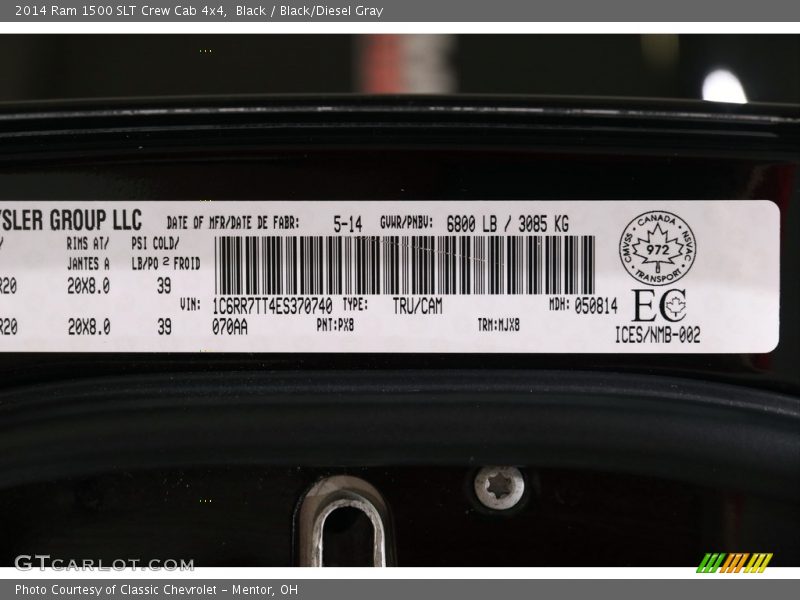 2014 Ram 1500 SLT Crew Cab 4x4,  Black / Black/Diesel Gray
YSLER GROUP LLC DATE OF MFR/DATE DE FABR: 5-14 GVWR/PNBV: 6800 LB / 3085 KG
/ RIMS AT/ PSI COLD/
JANTES A LB/PO 2 FROID
R20 20X8.0 39
VIN: 1C6RR7TT4ES370740 TYPE: TRU/CAM MDH: 050814
R20 20X8.0 39 070AA PNT:PX8 TRM:MJX8
CANADA
CMVSS NSVAC
972
TRANSPORT
EC
ICES/NMB-002
GTCARLOT.COM
Photo Courtesy of Classic Chevrolet - Mentor, OH